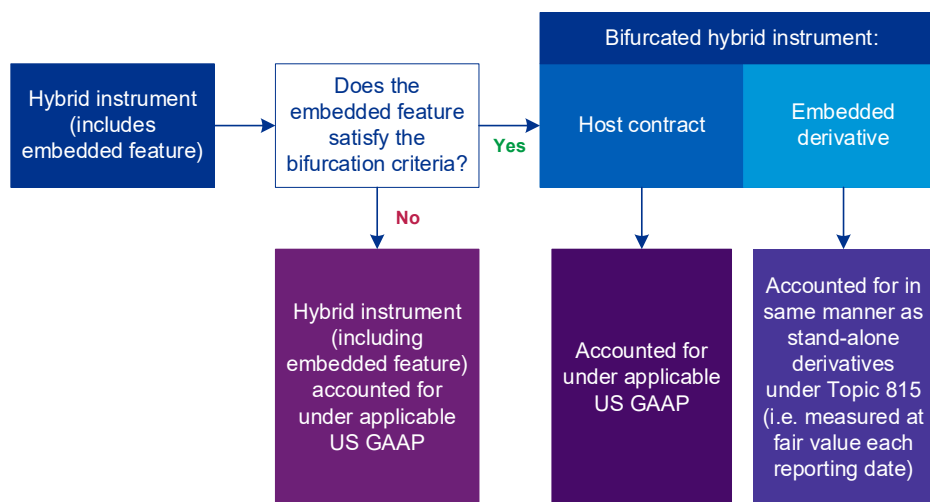 Hybrid instrument
(includes
embedded feature)
Does the
embedded feature
satisfy the
bifurcation criteria?
Yes
No
Bifurcated hybrid instrument:
Host contract
Embedded
derivative
Hybrid instrument
(including
embedded feature)
accounted for
under applicable
US GAAP
Accounted for
under applicable
US GAAP
Accounted for in
same manner as
stand-alone
derivatives
under Topic 815
(i.e. measured at
fair value each
reporting date)